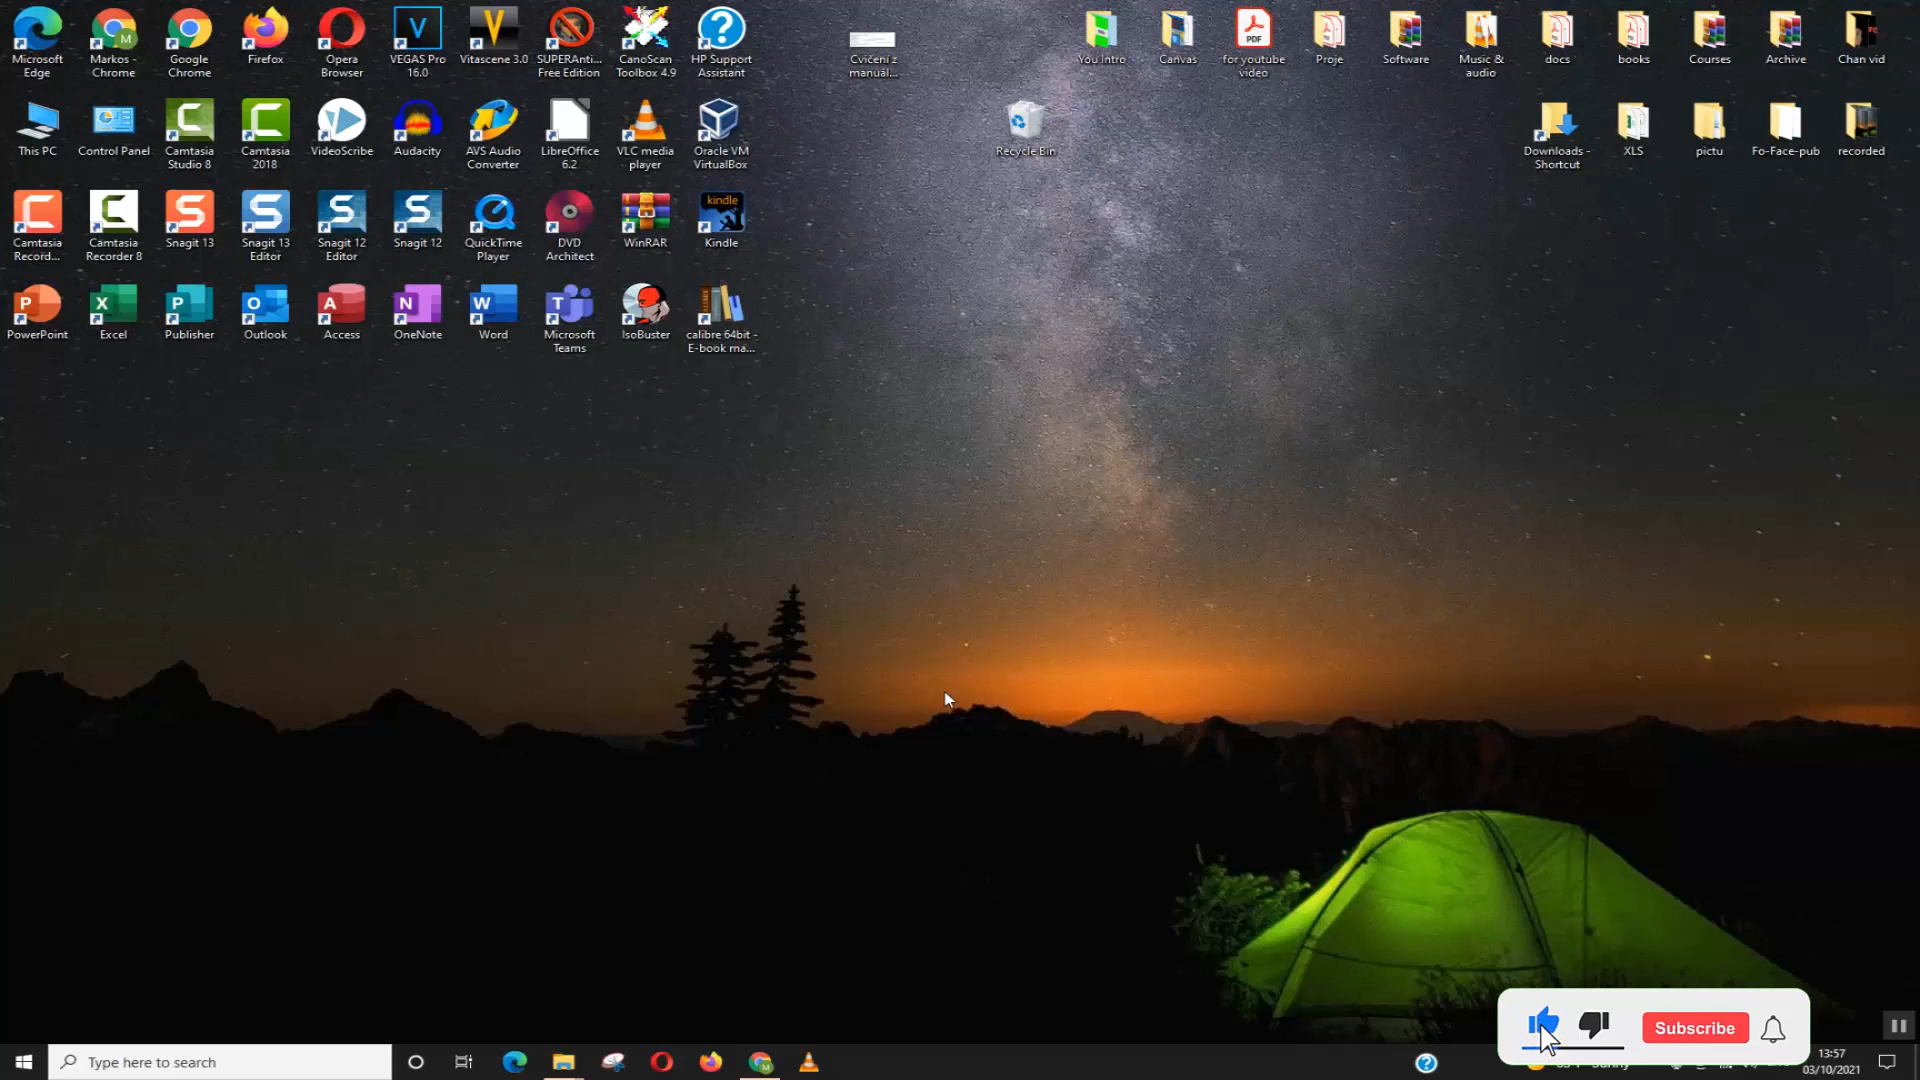 Microsoft Edge
Markos - Chrome
Google Chrome
Firefox
Opera Browser
VEGAS Pro 16.0
Vitascene 3.0
SUPERAnti... Free Edition
CanoScan Toolbox 4.9
HP Support Assistant
Cvičení z manuál...
You Intro
Canvas
PDF
for youtube video
Proje
Software
Music & audio
docs
books
Courses
Archive
Chan vid
This PC
Control Panel
Camtasia Studio 8
Camtasia 2018
VideoScribe
Audacity
AVS Audio Converter
LibreOffice 6.2
VLC media player
Oracle VM VirtualBox
Recycle Bin
Downloads - Shortcut
XLS
pictu
Fo-Face-pub
recorded
Camtasia Record...
Camtasia Recorder 8
Snagit 13
Snagit 13 Editor
Snagit 12 Editor
Snagit 12
QuickTime Player
DVD Architect
WinRAR
kindle
Kindle
PowerPoint
Excel
Publisher
Outlook
Access
OneNote
Word
Microsoft Teams
IsoBuster
calibre 64bit - E-book ma...
Subscribe
Type here to search
13:57
03/10/2021